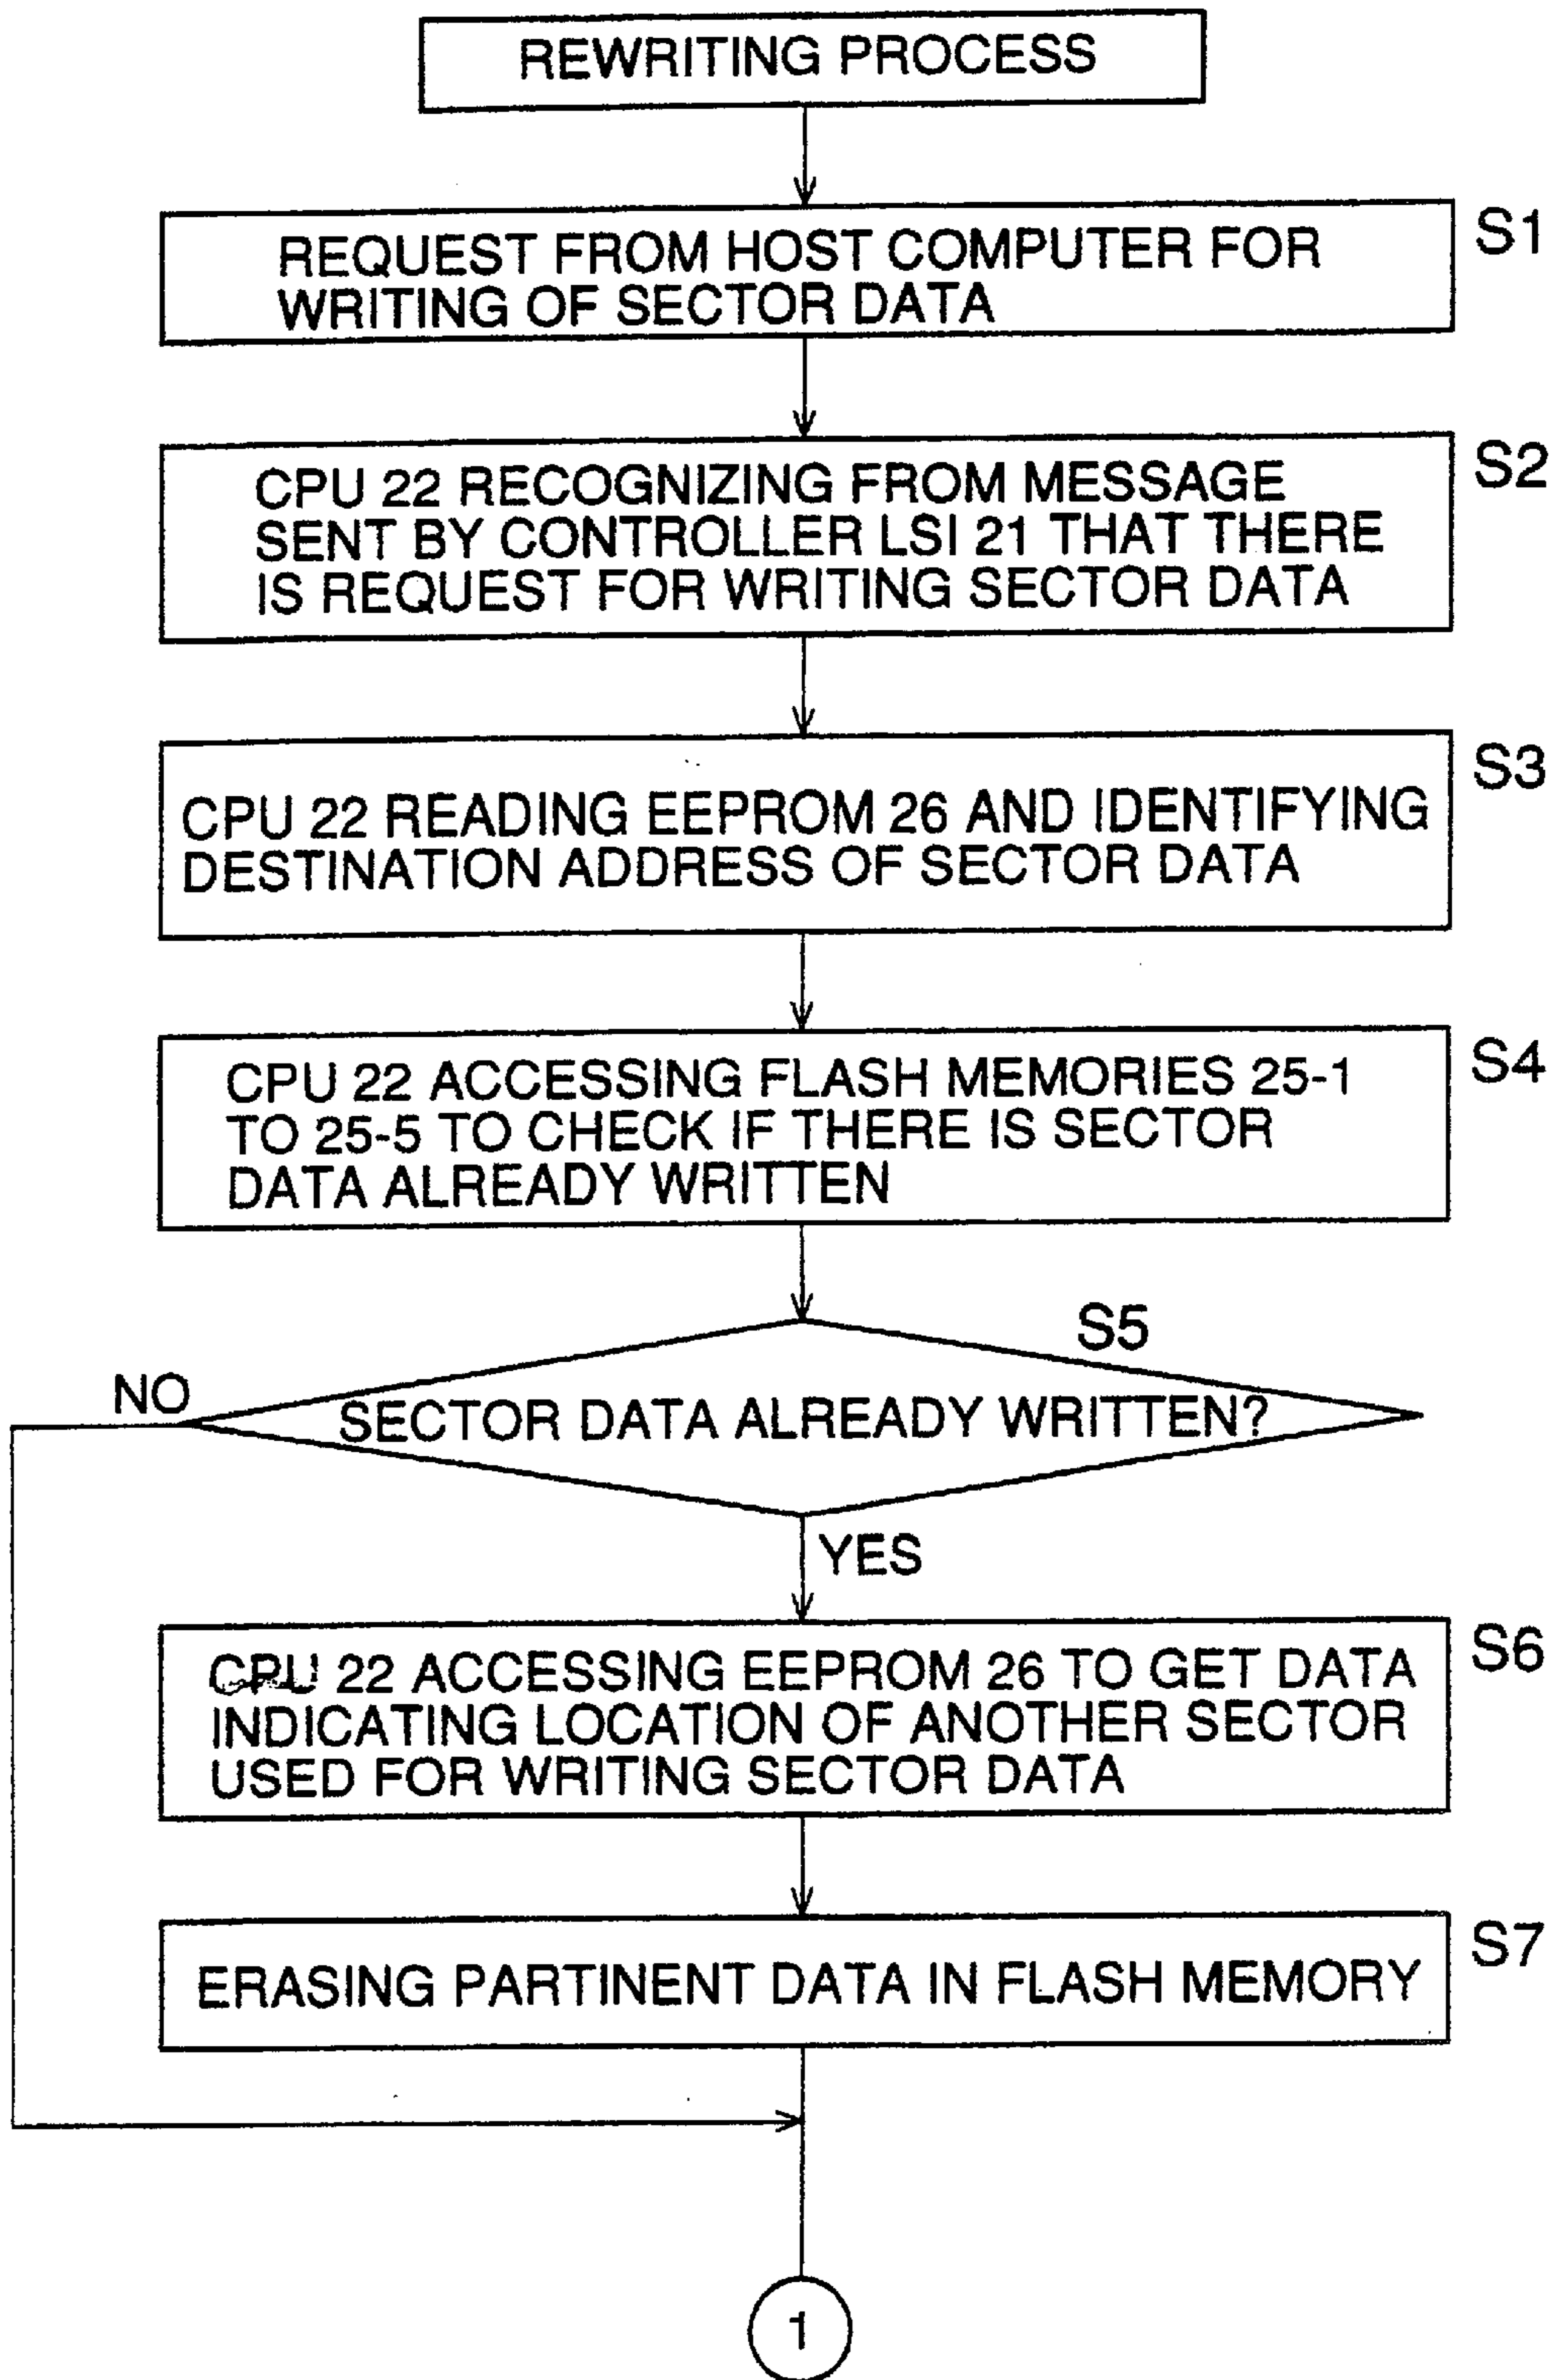 REWRITING PROCESS
S1
REQUEST FROM HOST COMPUTER FOR
WRITING OF SECTOR DATA
S2
CPU 22 RECOGNIZING FROM MESSAGE
SENT BY CONTROLLER LSI 21 THAT THERE
IS REQUEST FOR WRITING SECTOR DATA
S3
CPU 22 READING EEPROM 26 AND IDENTIFYING
DESTINATION ADDRESS OF SECTOR DATA
S4
CPU 22 ACCESSING FLASH MEMORIES 25-1
TO 25-5 TO CHECK IF THERE IS SECTOR
DATA ALREADY WRITTEN
S5
NO
SECTOR DATA ALREADY WRITTEN?
YES
S6
CPU 22 ACCESSING EEPROM 26 TO GET DATA
INDICATING LOCATION OF ANOTHER SECTOR
USED FOR WRITING SECTOR DATA
S7
ERASING PARTINENT DATA IN FLASH MEMORY
1